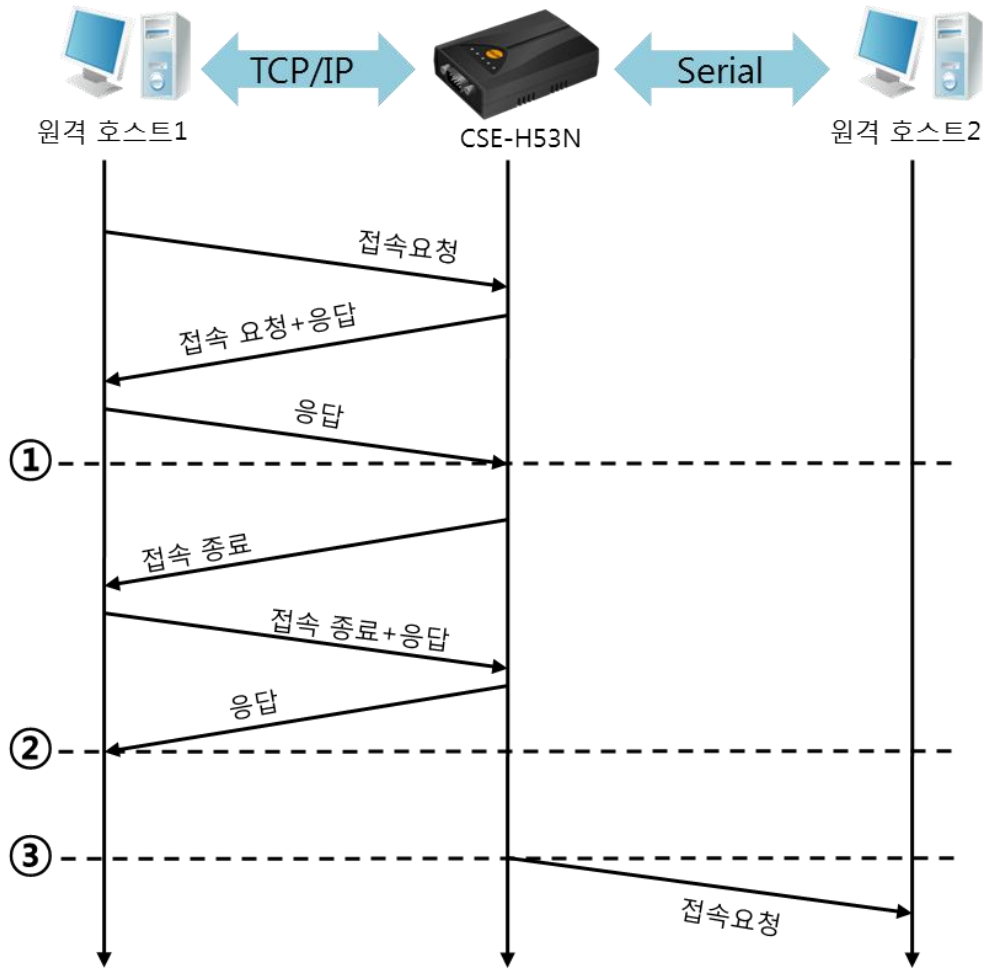 TCP/IP
Serial
원격 호스트1
CSE-H53N
원격 호스트2
접속요청
접속 요청+응답
응답
①
접속 종료
접속 종료+응답
응답
②
③
접속요청